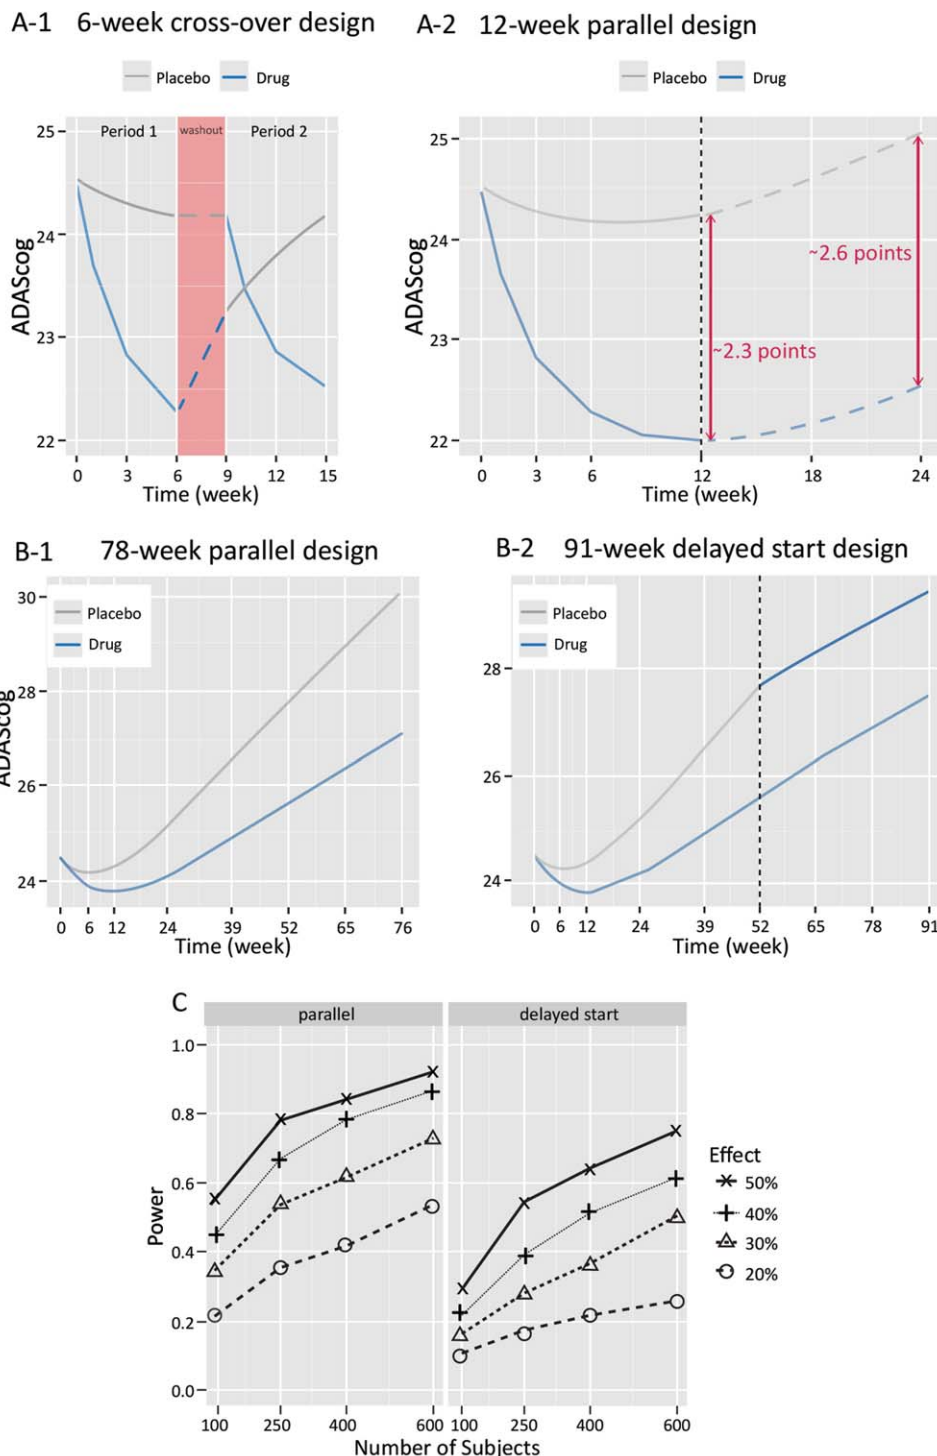 A-1 6-week cross-over design
A-2 12-week parallel design
Placebo Drug
Placebo Drug
Period 1 washout Period 2
25
24
23
22
ADAScog
0 1 3 6 9 12 15
Time (week)
25
24
23
22
ADAScog
~2.3 points
~2.6 points
0 3 6 12 18 24
Time (week)
B-1 78-week parallel design
Placebo
Drug
30
28
26
24
ADAScog
0 6 12 24 39 52 65 76
Time (week)
B-2 91-week delayed start design
Placebo
Drug
28
26
24
0 6 12 24 39 52 65 78 91
Time (week)
C
parallel delayed start
1.0
0.8
0.6
0.4
0.2
0.0
Power
100 250 400 600 100 250 400 600
Number of Subjects
Effect
50%
40%
30%
20%